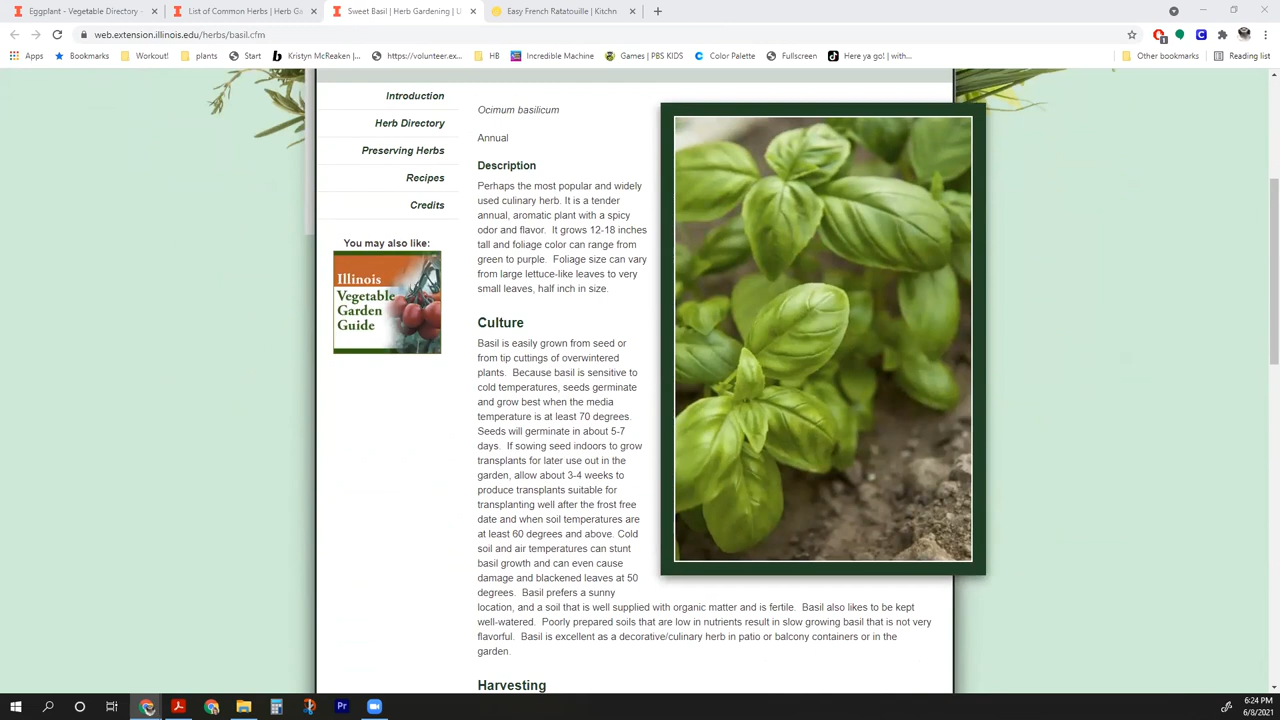 Eggplant - Vegetable Directory -
List of Common Herbs | Herb Ga
Sweet Basil | Herb Gardening | U
Easy French Ratatouille | Kitchn
web.extension.illinois.edu/herbs/basil.cfm
Apps Bookmarks Workout! plants Start Kristyn McReaken |... https://volunteer.ex... HB Incredible Machine Games | PBS KIDS Color Palette Fullscreen Here ya go! | with... Other bookmarks Reading list
Introduction
Herb Directory
Preserving Herbs
Recipes
Credits
You may also like:
Illinois
Vegetable
Garden
Guide
Ocimum basilicum
Annual
Description
Perhaps the most popular and widely
used culinary herb. It is a tender
annual, aromatic plant with a spicy
odor and flavor. It grows 12-18 inches
tall and foliage color can range from
green to purple. Foliage size can vary
from large lettuce-like leaves to very
small leaves, half inch in size.
Culture
Basil is easily grown from seed or
from tip cuttings of overwintered
plants. Because basil is sensitive to
cold temperatures, seeds germinate
and grow best when the media
temperature is at least 70 degrees.
Seeds will germinate in about 5-7
days. If sowing seed indoors to grow
transplants for later use out in the
garden, allow about 3-4 weeks to
produce transplants suitable for
transplanting well after the frost free
date and when soil temperatures are
at least 60 degrees and above. Cold
soil and air temperatures can stunt
basil growth and can even cause
damage and blackened leaves at 50
degrees. Basil prefers a sunny
location, and a soil that is well supplied with organic matter and is fertile. Basil also likes to be kept
well-watered. Poorly prepared soils that are low in nutrients result in slow growing basil that is not very
flavorful. Basil is excellent as a decorative/culinary herb in patio or balcony containers or in the
garden.
Harvesting
Pr
6:24 PM
6/8/2021